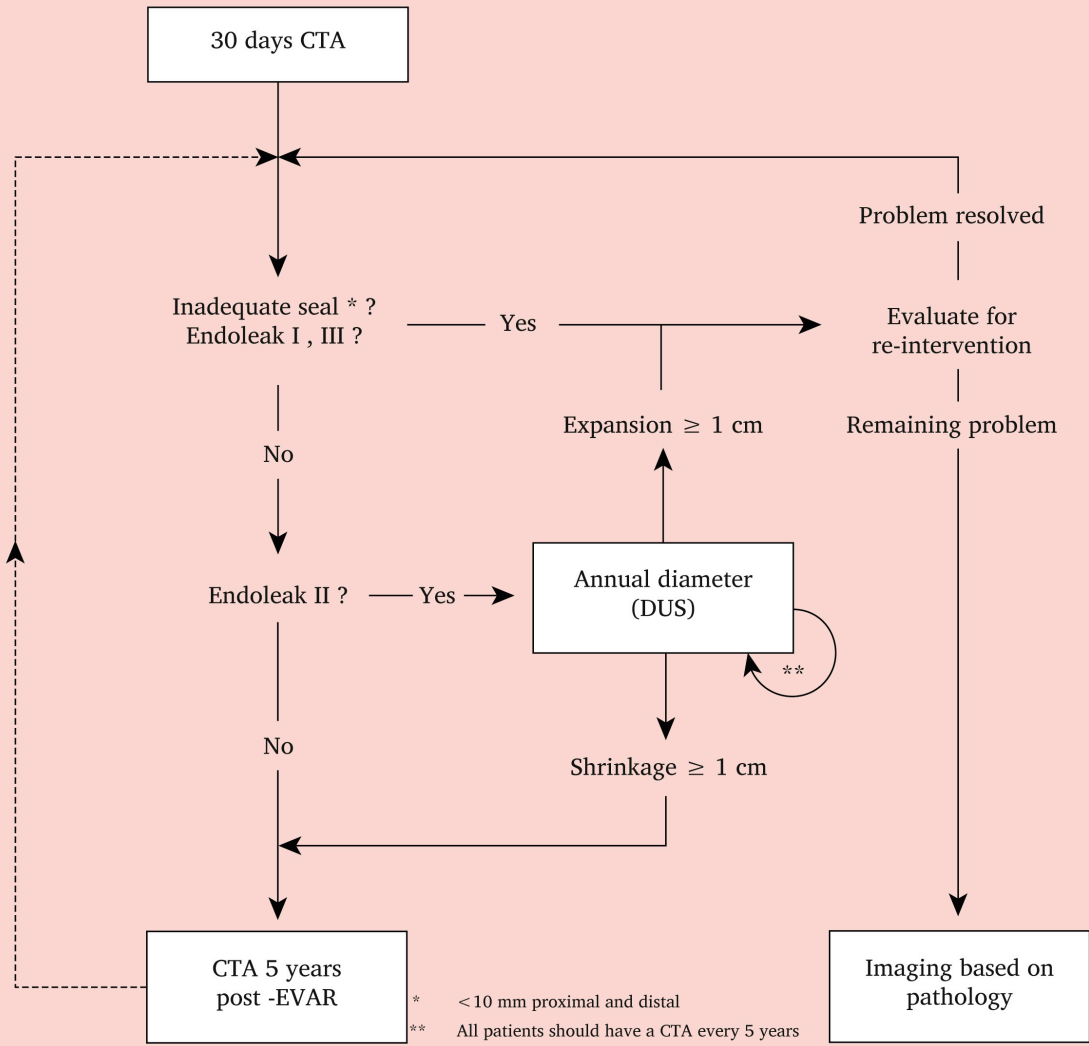 30 days CTA
Problem resolved
Inadequate seal * ?
Endoleak I , III ?
Yes
Evaluate for
re-intervention
Expansion ≥ 1 cm
Remaining problem
No
Endoleak II ?
Yes
Annual diameter
(DUS)
**
No
Shrinkage ≥ 1 cm
CTA 5 years
post -EVAR
Imaging based on
pathology
* <10 mm proximal and distal
** All patients should have a CTA every 5 years